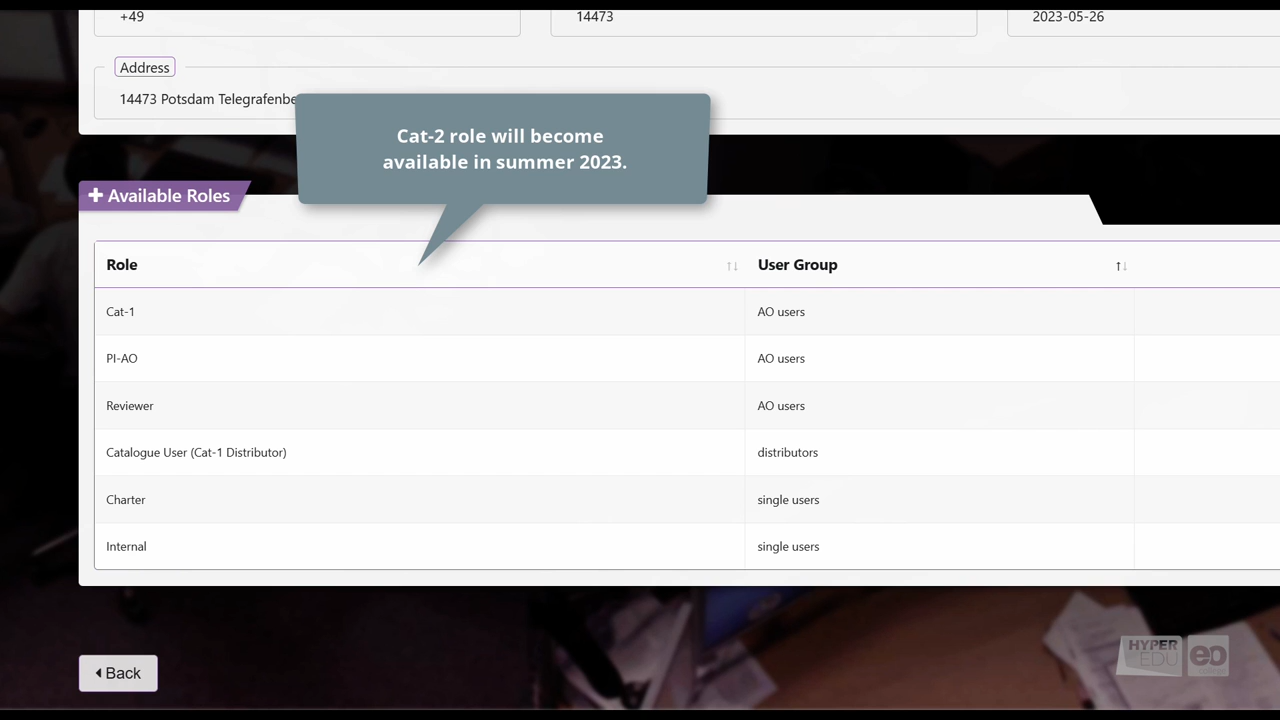 +49 14473 2023-05-26
Address
14473 Potsdam
Cat-2 role will become
available in summer 2023.
Available Roles
Role User Group
Cat-1 AO users
PI-AO AO users
Reviewer AO users
Catalogue User (Cat-1 Distributor) distributors
Charter single users
Internal single users
Back
HYPER
EDU
eo